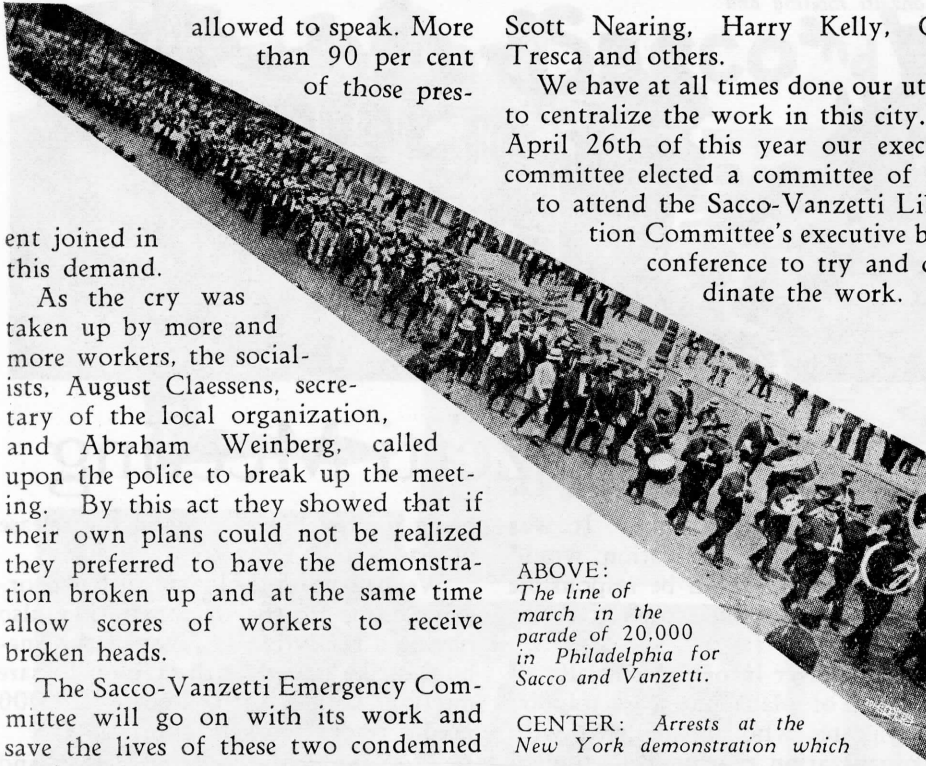 allowed to speak. More
than 90 per cent
of those pres-
ent joined in
this demand.
As the cry was
taken up by more and
more workers, the social-
ists, August Claessens, secre-
tary of the local organization,
and Abraham Weinberg, called
upon the police to break up the meet-
ing. By this act they showed that if
their own plans could not be realized
they preferred to have the demonstra-
tion broken up and at the same time
allow scores of workers to receive
broken heads.
The Sacco-Vanzetti Emergency Com-
mittee will go on with its work and
save the lives of these two condemned
Scott Nearing, Harry Kelly,
Tresca and others.
We have at all times done our
to centralize the work in this city.
April 26th of this year our
committee elected a committee of
to attend the Sacco-Vanzetti
tion Committee's executive
conference to try and
dinate the work.
ABOVE:
The line of
march in the
parade of 20,000
in Philadelphia for
Sacco and Vanzetti.
CENTER: Arrests at the
New York demonstration which